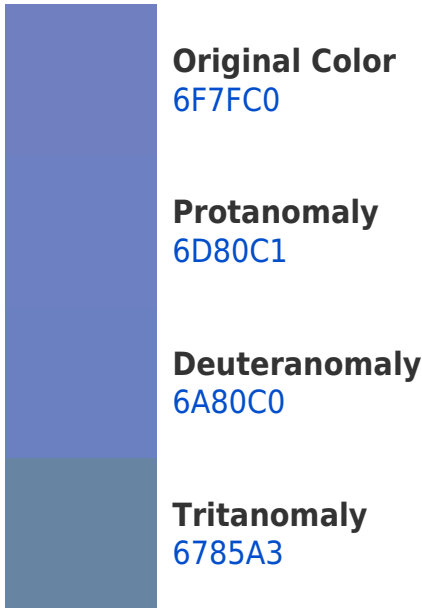 Original Color
6F7FC0
Protanomaly
6D80C1
Deuteranomaly
6A80C0
Tritanomaly
6785A3